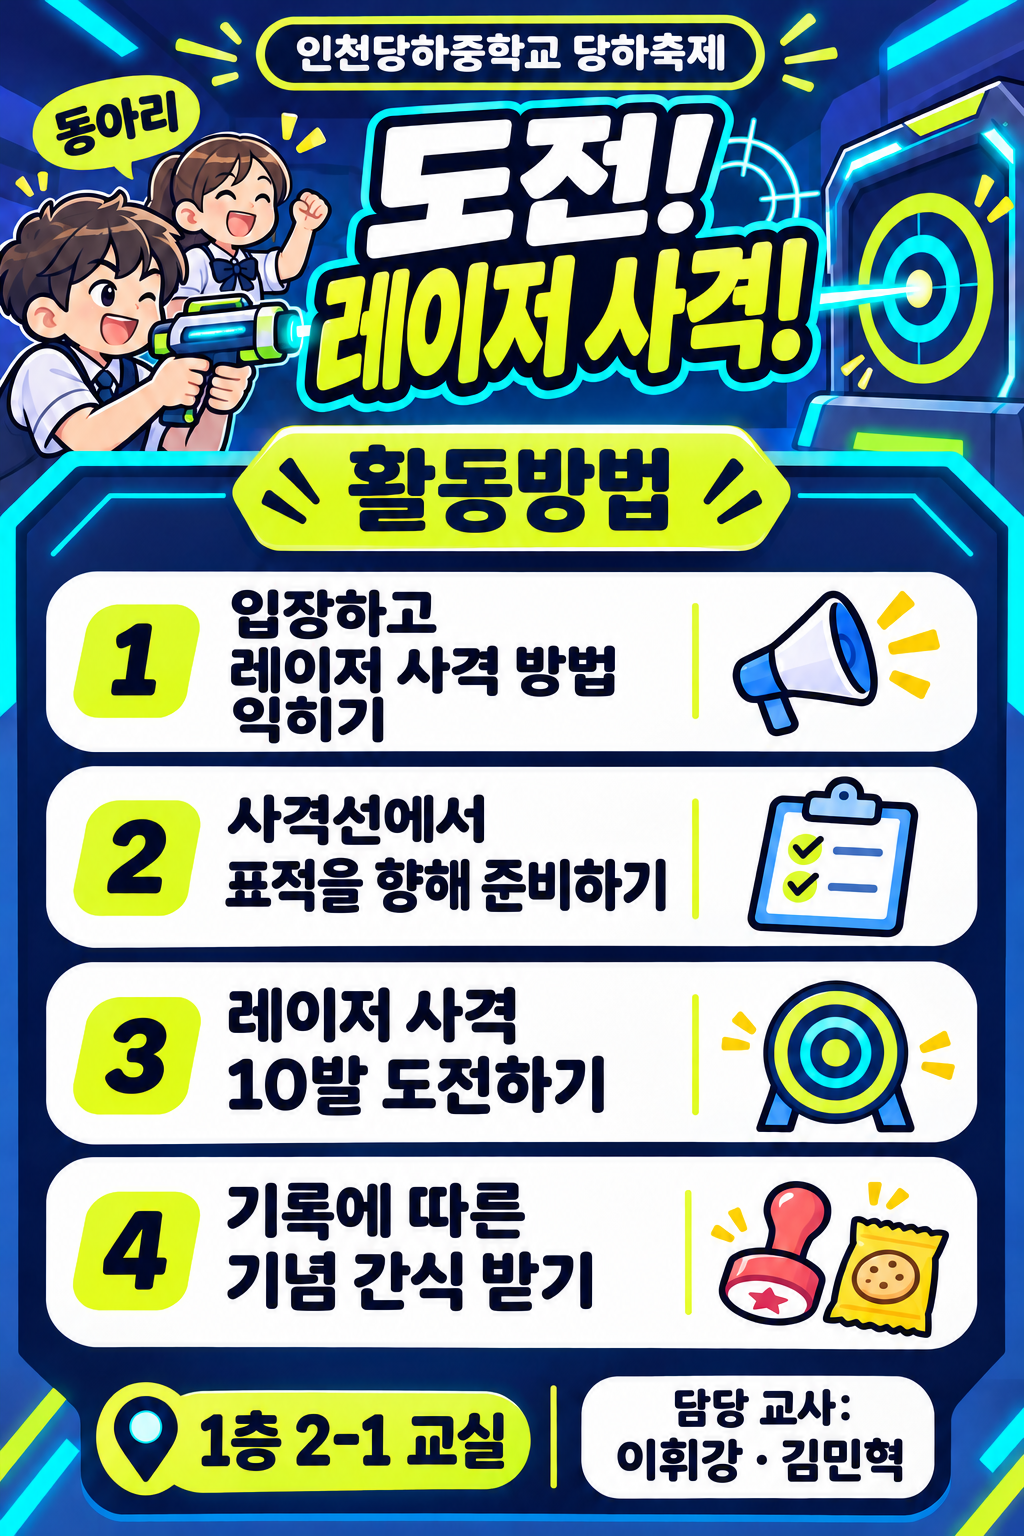 인천당하중학교 당하축제
동아리
도전!
레이저 사격!
활동방법
1
입장하고
레이저 사격 방법
익히기
2
사격선에서
표적을 향해 준비하기
3
레이저 사격
10발 도전하기
4
기록에 따른
기념 간식 받기
1층 2-1 교실
담당 교사:
이휘강 · 김민혁